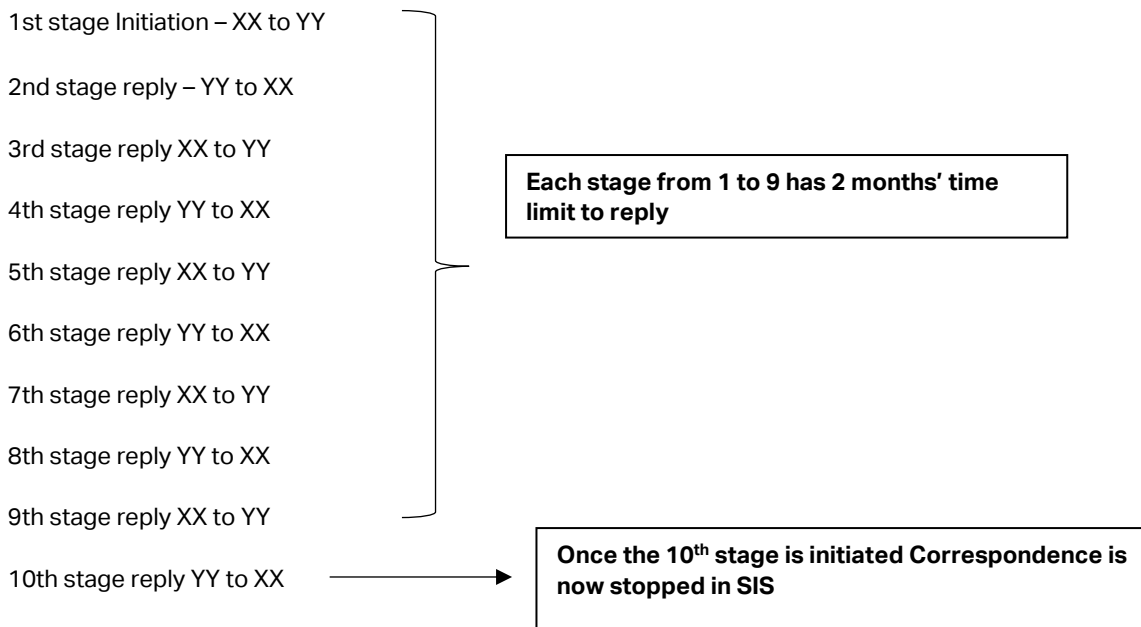 1st stage Initiation – XX to YY
2nd stage reply – YY to XX
3rd stage reply XX to YY
4th stage reply YY to XX
5th stage reply XX to YY
6th stage reply YY to XX
7th stage reply XX to YY
8th stage reply YY to XX
9th stage reply XX to YY
10th stage reply YY to XX
Each stage from 1 to 9 has 2 months’ time
limit to reply
Once the 10th stage is initiated Correspondence is
now stopped in SIS